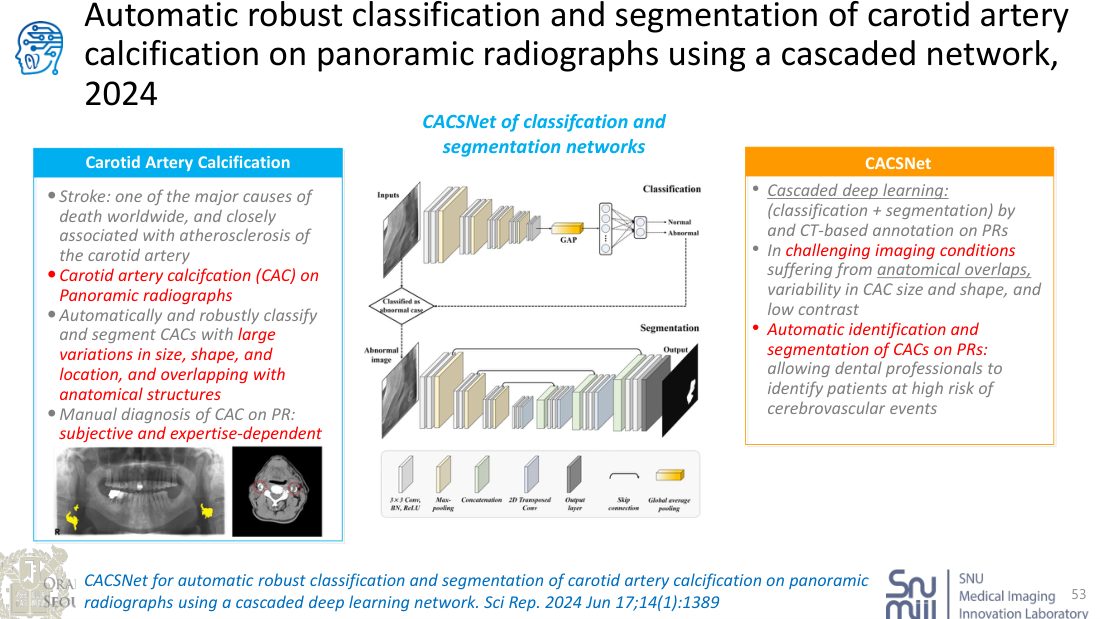 Automatic robust classification and segmentation of carotid artery
calcification on panoramic radiographs using a cascaded network,
2024
CACSNet of classifcation and
segmentation networks
Carotid Artery Calcification
•Stroke: one of the major causes of
death worldwide, and closely
associated with atherosclerosis of
the carotid artery
•Carotid artery calcifcation (CAC) on
Panoramic radiographs
•Automatically and robustly classify
and segment CACs with large
variations in size, shape, and
location, and overlapping with
anatomical structures
•Manual diagnosis of CAC on PR:
subjective and expertise-dependent
R
Inputs
Classification
GAP
Normal
Abnormal
Classified as
abnormal case
Segmentation
Abnormal
image
Output
3×3 Conv,
BN, ReLU
Max-
pooling
Concatenation
2D Transposed
Conv
Output
layer
Skip
connection
Global average
pooling
CACSNet
• Cascaded deep learning:
(classification + segmentation) by
and CT-based annotation on PRs
• In challenging imaging conditions
suffering from anatomical overlaps,
variability in CAC size and shape, and
low contrast
• Automatic identification and
segmentation of CACs on PRs:
allowing dental professionals to
identify patients at high risk of
cerebrovascular events
CACSNet for automatic robust classification and segmentation of carotid artery calcification on panoramic
radiographs using a cascaded deep learning network. Sci Rep. 2024 Jun 17;14(1):1389
SNU
Medical Imaging
Innovation Laboratory
53